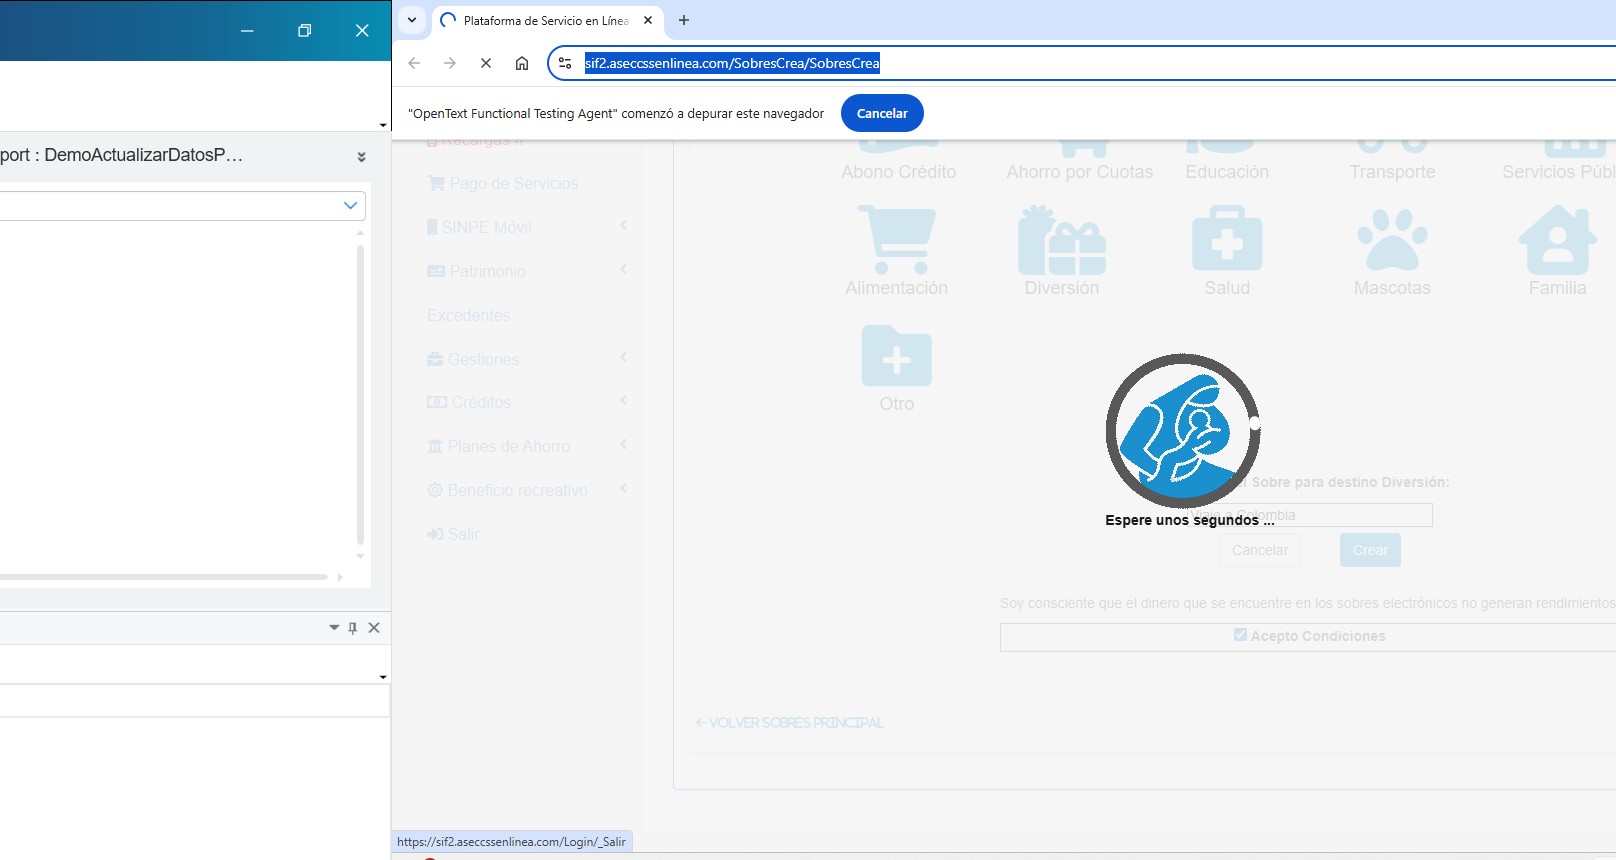 Plataforma de Servicio en Línea
sif2.aseccssenlinea.com/SobresCrea/SobresCrea
"OpenText Functional Testing Agent" comenzó a depurar este navegador
Cancelar
port : DemoActualizarDatosP...
Recargas !!
Pago de Servicios
SINPE Móvil
Patrimonio
Excedentes
Gestiones
Créditos
Planes de Ahorro
Beneficio recreativo
Salir
Abono Crédito
Ahorro por Cuotas
Educación
Transporte
Servicios Públ
Alimentación
Diversión
Salud
Mascotas
Familia
Otro
Sobre para destino Diversión:
Viaje a Colombia
Espere unos segundos ...
Cancelar
Crear
Soy consciente que el dinero que se encuentre en los sobres electrónicos no generan rendimientos
Acepto Condiciones
← VOLVER SOBRES PRINCIPAL
https://sif2.aseccssenlinea.com/Login/_Salir